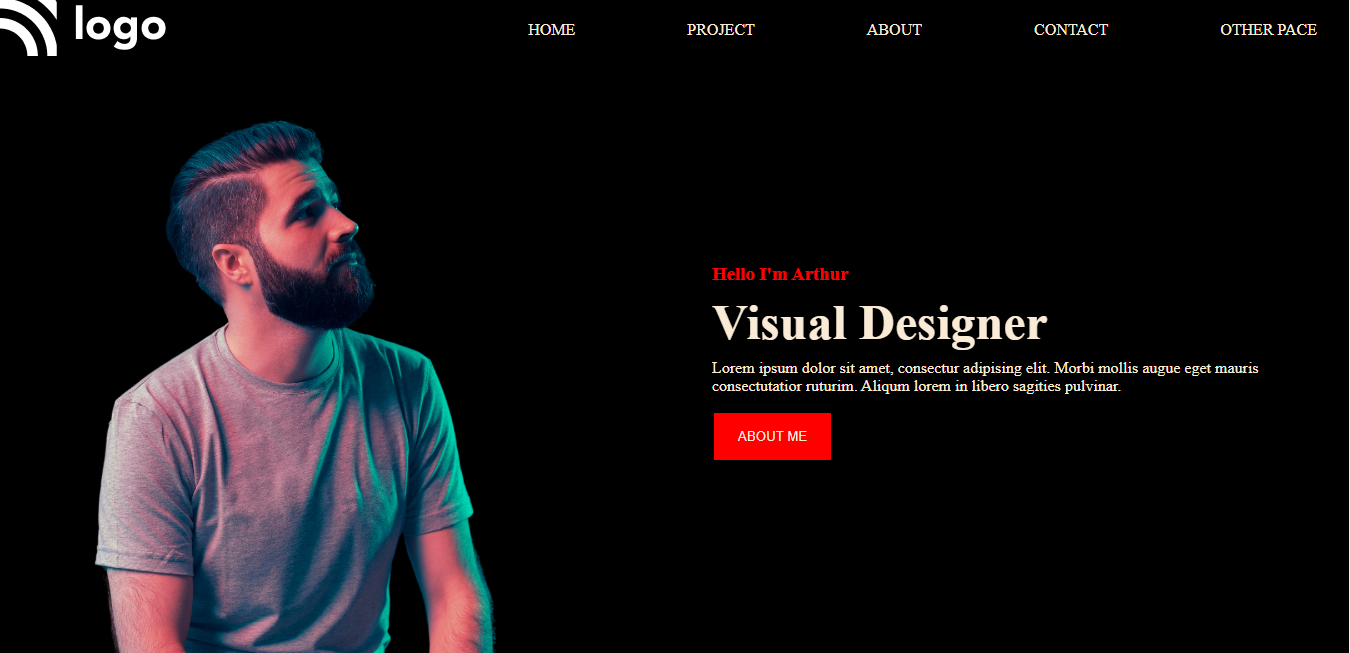 logo
HOME PROJECT ABOUT CONTACT OTHER PACE
Hello I'm Arthur
Visual Designer
Lorem ipsum dolor sit amet, consectur adipising elit. Morbi mollis augue eget mauris
consectutatior ruturim. Aliqum lorem in libero sagities pulvinar.
ABOUT ME